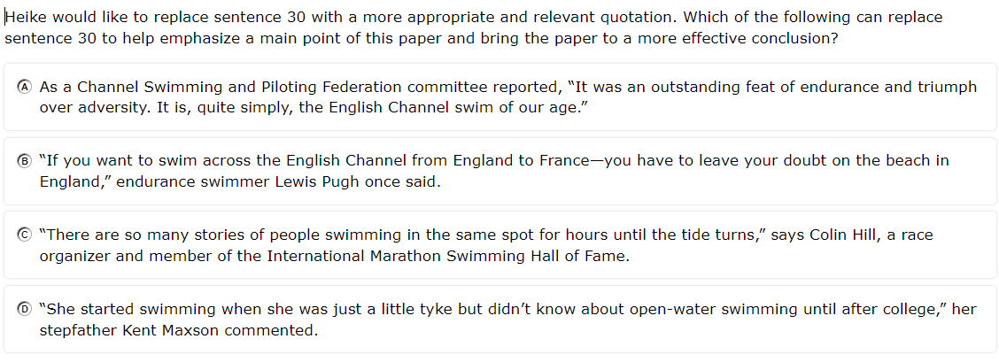 Heike would like to replace sentence 30 with a more appropriate and relevant quotation. Which of the following can replace
sentence 30 to help emphasize a main point of this paper and bring the paper to a more effective conclusion?
Ⓐ As a Channel Swimming and Piloting Federation committee reported, “It was an outstanding feat of endurance and triumph
over adversity. It is, quite simply, the English Channel swim of our age.”
Ⓑ “If you want to swim across the English Channel from England to France—you have to leave your doubt on the beach in
England,” endurance swimmer Lewis Pugh once said.
Ⓒ “There are so many stories of people swimming in the same spot for hours until the tide turns,” says Colin Hill, a race
organizer and member of the International Marathon Swimming Hall of Fame.
Ⓓ “She started swimming when she was just a little tyke but didn’t know about open-water swimming until after college,” her
stepfather Kent Maxson commented.